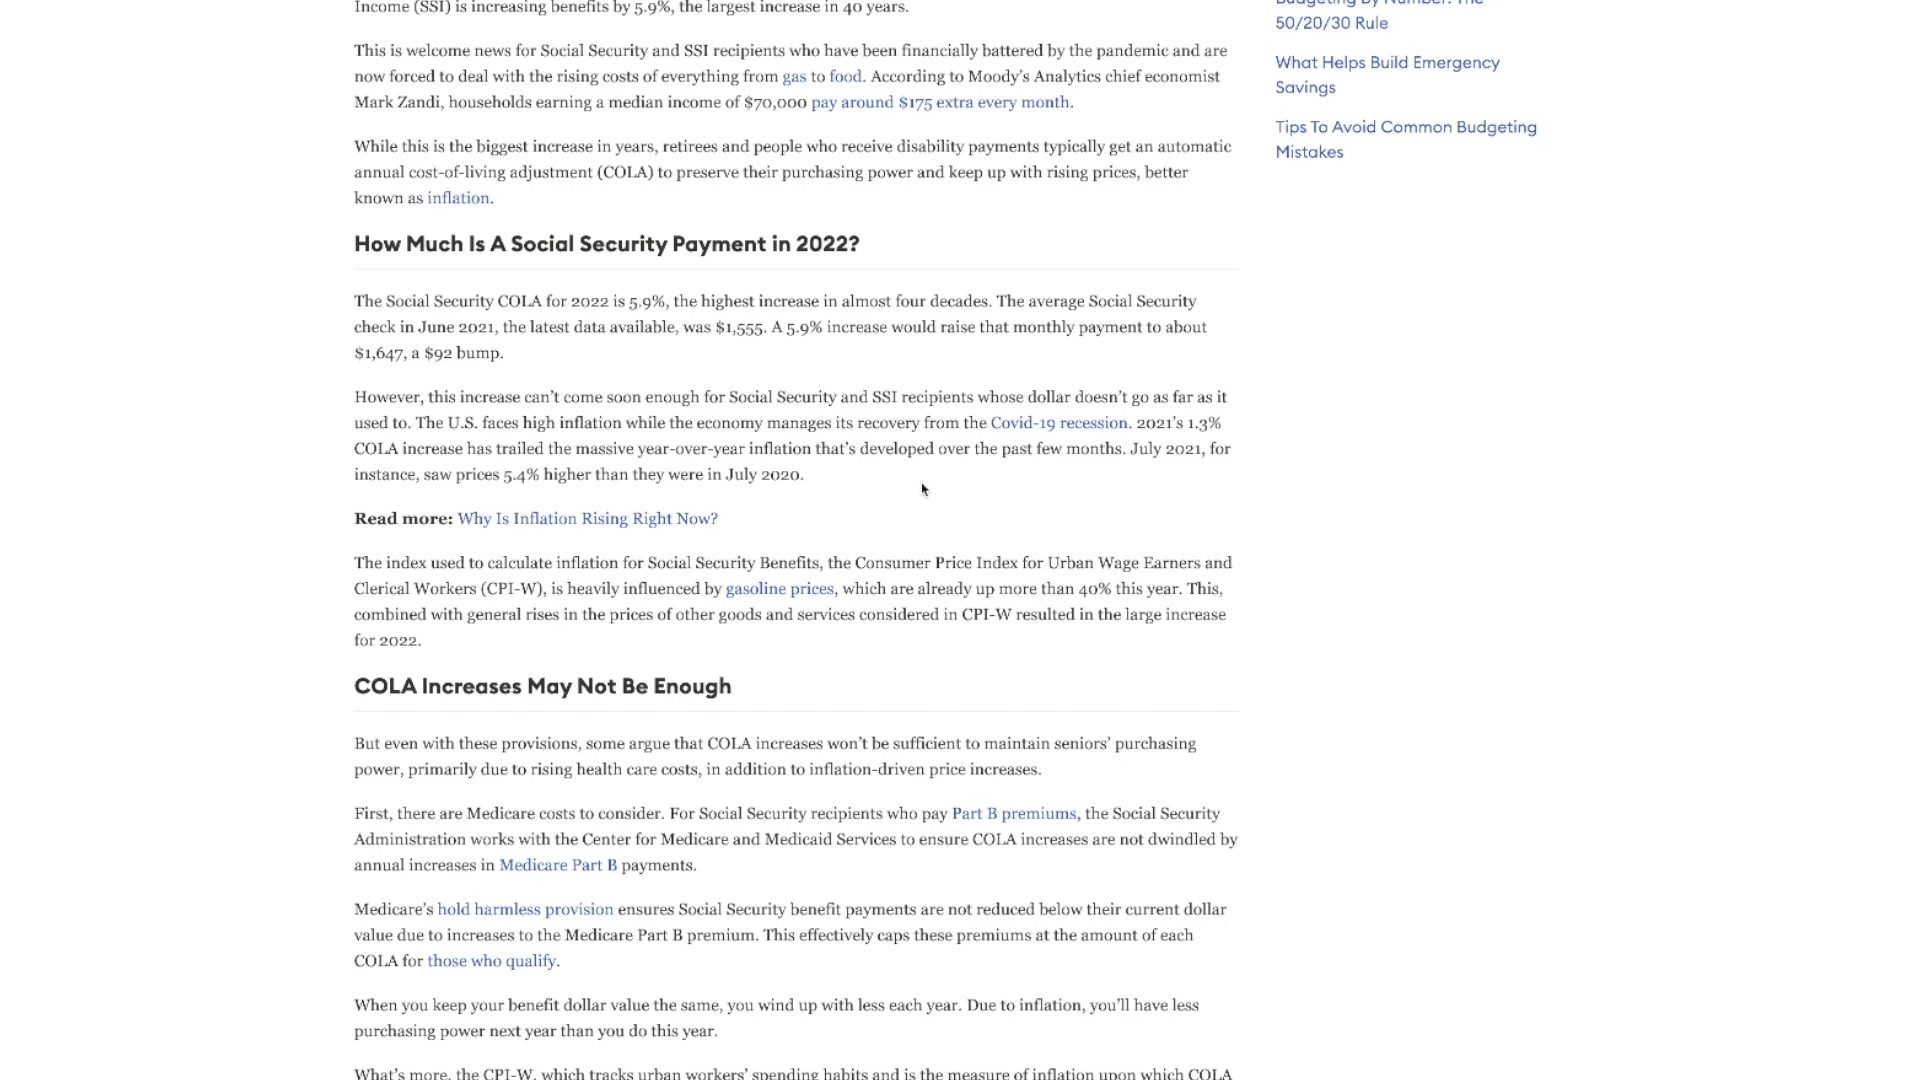 Income (SSI) is increasing benefits by 5.9%, the largest increase in 40 years.
This is welcome news for Social Security and SSI recipients who have been financially battered by the pandemic and are
now forced to deal with the rising costs of everything from gas to food. According to Moody's Analytics chief economist
Mark Zandi, households earning a median income of $70,000 pay around $175 extra every month.
While this is the biggest increase in years, retirees and people who receive disability payments typically get an automatic
annual cost-of-living adjustment (COLA) to preserve their purchasing power and keep up with rising prices, better
known as inflation.
How Much Is A Social Security Payment in 2022?
The Social Security COLA for 2022 is 5.9%, the highest increase in almost four decades. The average Social Security
check in June 2021, the latest data available, was $1,555. A 5.9% increase would raise that monthly payment to about
$1,647, a $92 bump.
However, this increase can't come soon enough for Social Security and SSI recipients whose dollar doesn't go as far as it
used to. The U.S. faces high inflation while the economy manages its recovery from the Covid-19 recession. 2021's 1.3%
COLA increase has trailed the massive year-over-year inflation that's developed over the past few months. July 2021, for
instance, saw prices 5.4% higher than they were in July 2020.
Read more: Why Is Inflation Rising Right Now?
The index used to calculate inflation for Social Security Benefits, the Consumer Price Index for Urban Wage Earners and
Clerical Workers (CPI-W), is heavily influenced by gasoline prices, which are already up more than 40% this year. This,
combined with general rises in the prices of other goods and services considered in CPI-W resulted in the large increase
for 2022.
COLA Increases May Not Be Enough
But even with these provisions, some argue that COLA increases won't be sufficient to maintain seniors' purchasing
power, primarily due to rising health care costs, in addition to inflation-driven price increases.
First, there are Medicare costs to consider. For Social Security recipients who pay Part B premiums, the Social Security
Administration works with the Center for Medicare and Medicaid Services to ensure COLA increases are not dwindled by
annual increases in Medicare Part B payments.
Medicare's hold harmless provision ensures Social Security benefit payments are not reduced below their current dollar
value due to increases to the Medicare Part B premium. This effectively caps these premiums at the amount of each
COLA for those who qualify.
When you keep your benefit dollar value the same, you wind up with less each year. Due to inflation, you'll have less
purchasing power next year than you do this year.
What's more, the CPI-W, which tracks urban workers' spending habits and is the measure of inflation upon which COLA
Budgeting By Number: The
50/20/30 Rule
What Helps Build Emergency
Savings
Tips To Avoid Common Budgeting
Mistakes